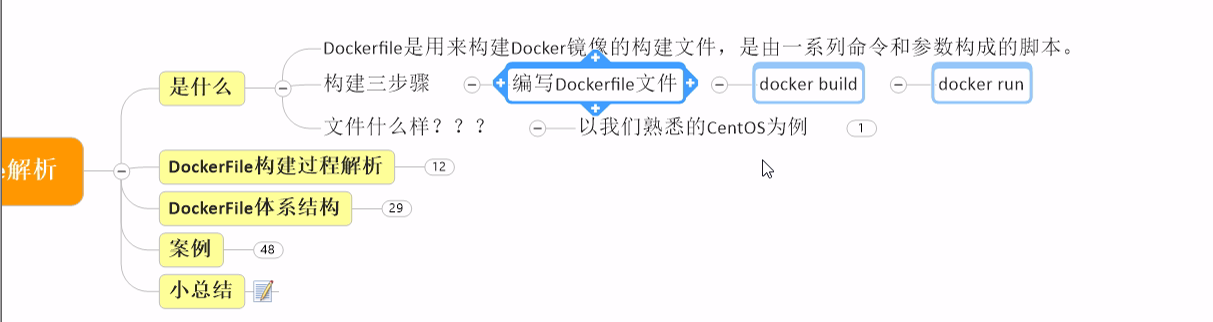 Dockerfile是用来构建Docker镜像的构建文件，是由一系列命令和参数构成的脚本。
是什么
构建三步骤 编写Dockerfile文件 docker build docker run
文件什么样？？？ 以我们熟悉的CentOS为例 1
e解析
DockerFile构建过程解析 12
DockerFile体系结构 29
案例 48
小总结